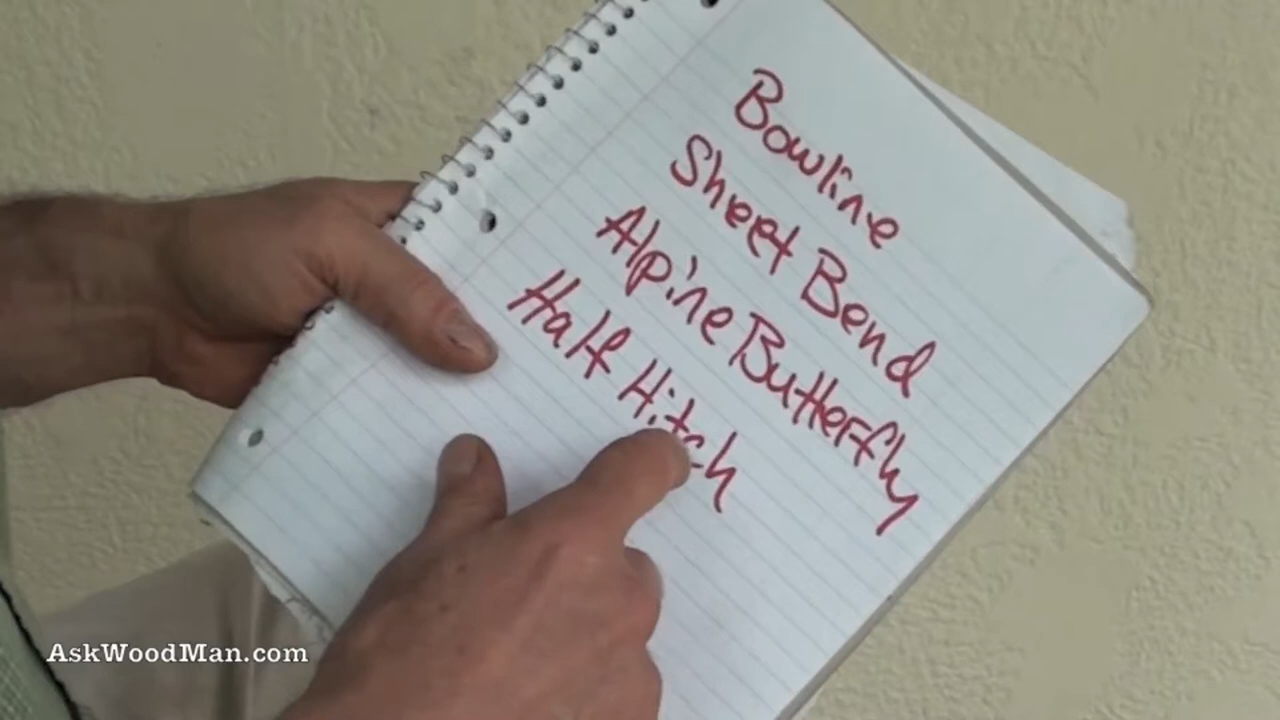 Bowline
Sheet Bend
Alpine Butterfly
Half Hitch
AskWoodMan.com